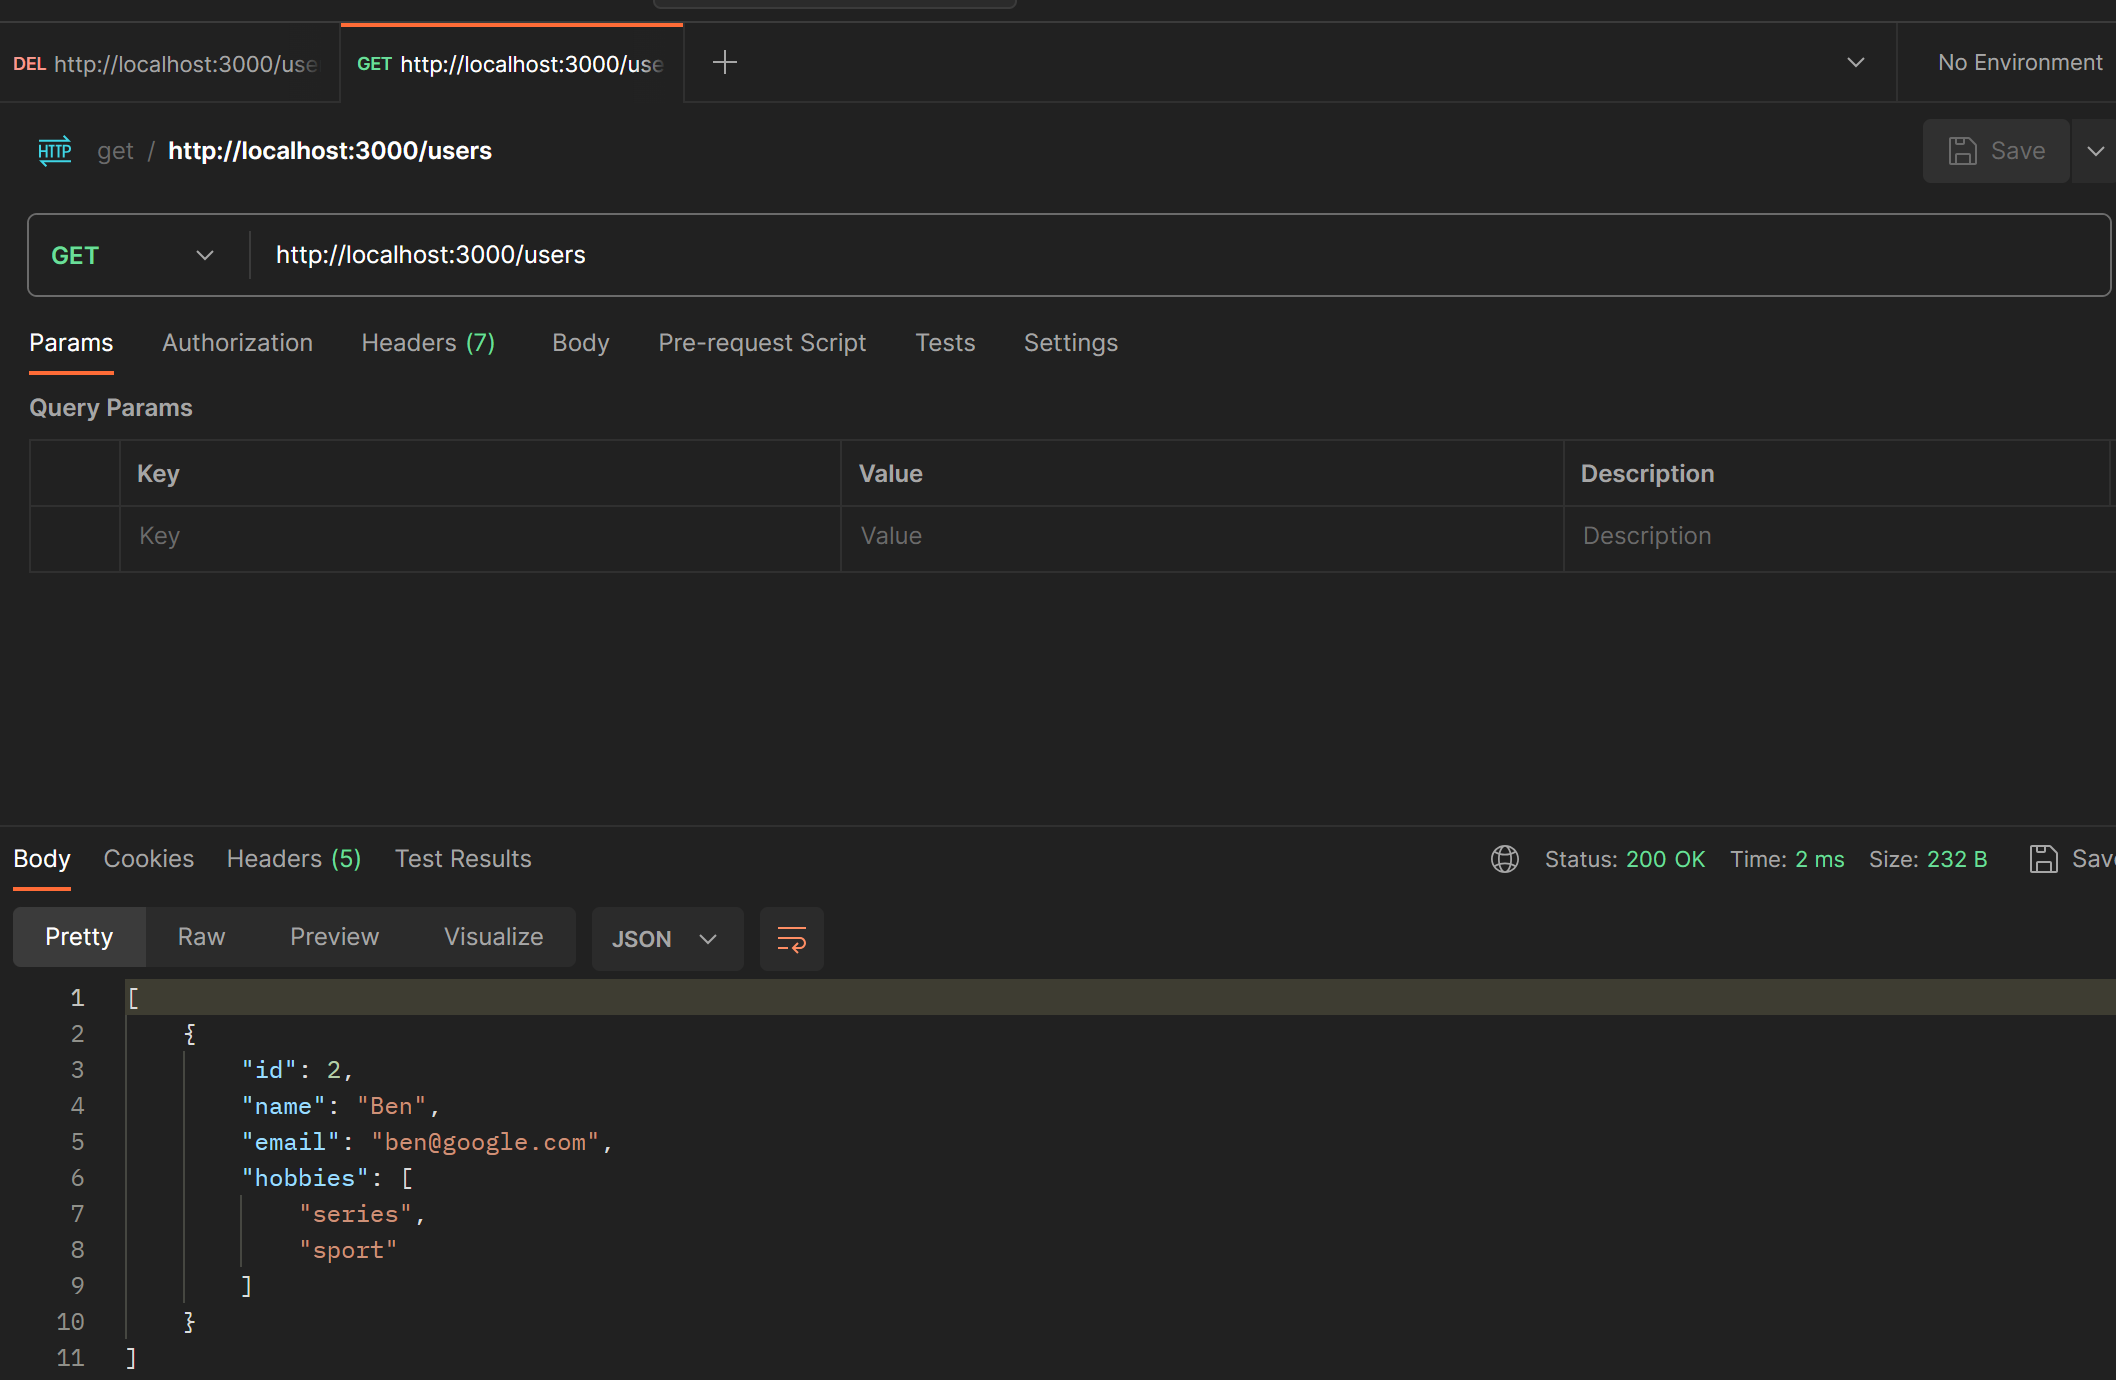 DEL http://localhost:3000/use GET http://localhost:3000/use No Environment
HTTP get / http://localhost:3000/users Save
GET http://localhost:3000/users
Params Authorization Headers (7) Body Pre-request Script Tests Settings
Query Params
Key Value Description
Key Value Description
Body Cookies Headers (5) Test Results Status: 200 OK Time: 2 ms Size: 232 B Save
Pretty Raw Preview Visualize JSON
1 [
2 {
3 "id": 2,
4 "name": "Ben",
5 "email": "ben@google.com",
6 "hobbies": [
7 "series",
8 "sport"
9 ]
10 }
11 ]